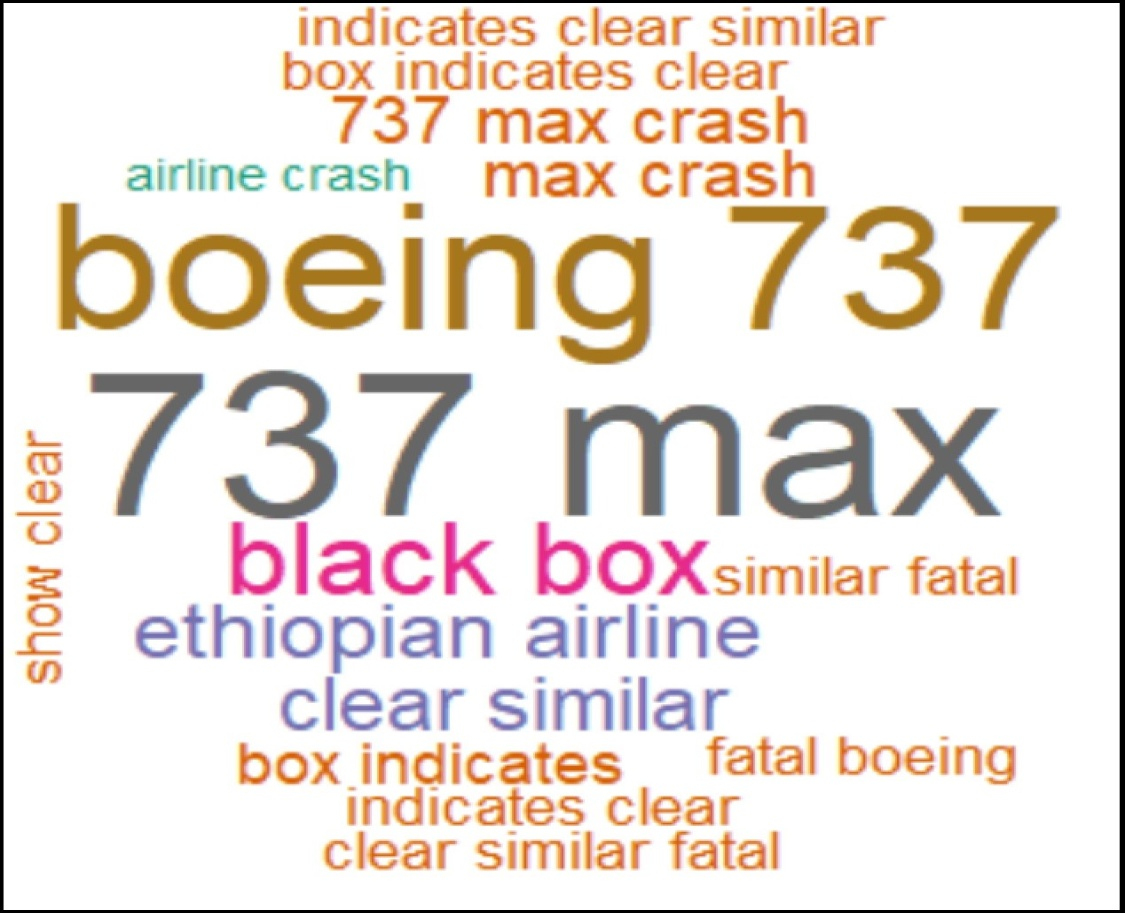 indicates clear similar
box indicates clear
737 max crash
airline crash
max crash
boeing 737
737 max
show clear
black box
similar fatal
ethiopian airline
clear similar
box indicates
fatal boeing
indicates clear
clear similar fatal